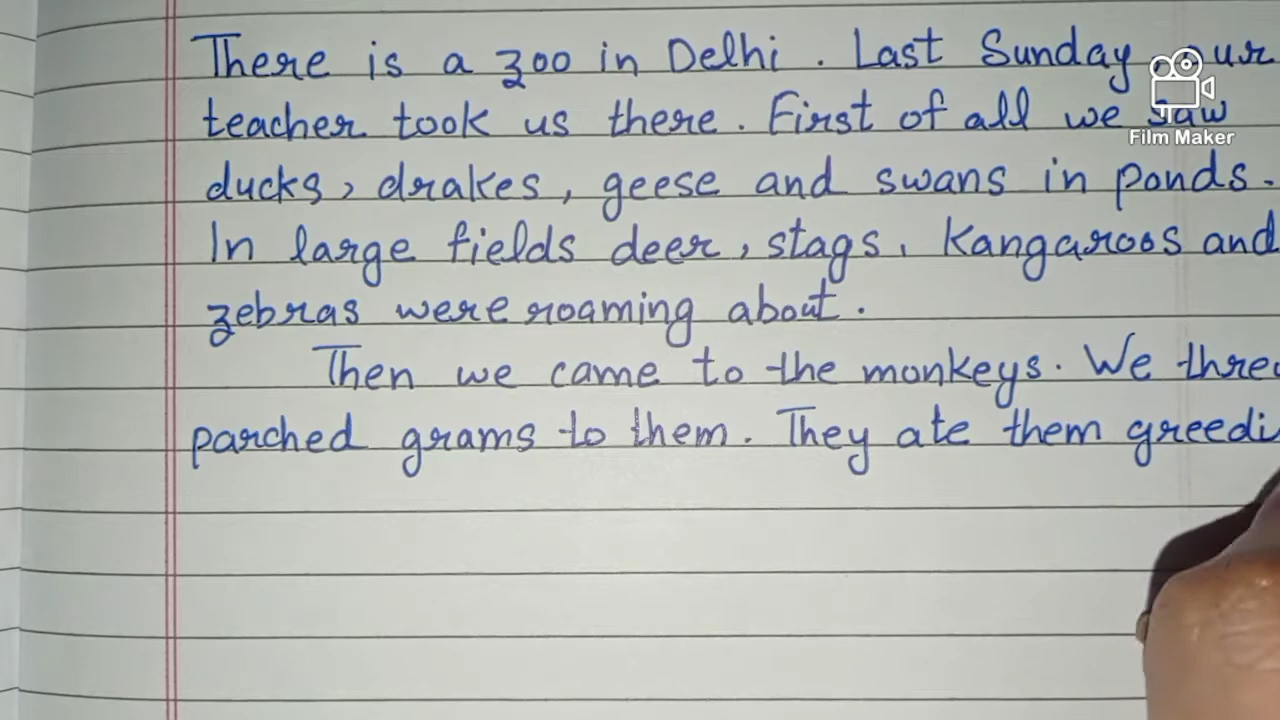 There is a zoo in Delhi. Last Sunday our
teacher took us there. First of all we saw
ducks, drakes, geese and swans in ponds.
In large fields deer, stags, Kangaroos and
zebras were roaming about.
Then we came to the monkeys. We
parched grams to them. They ate them
Film Maker